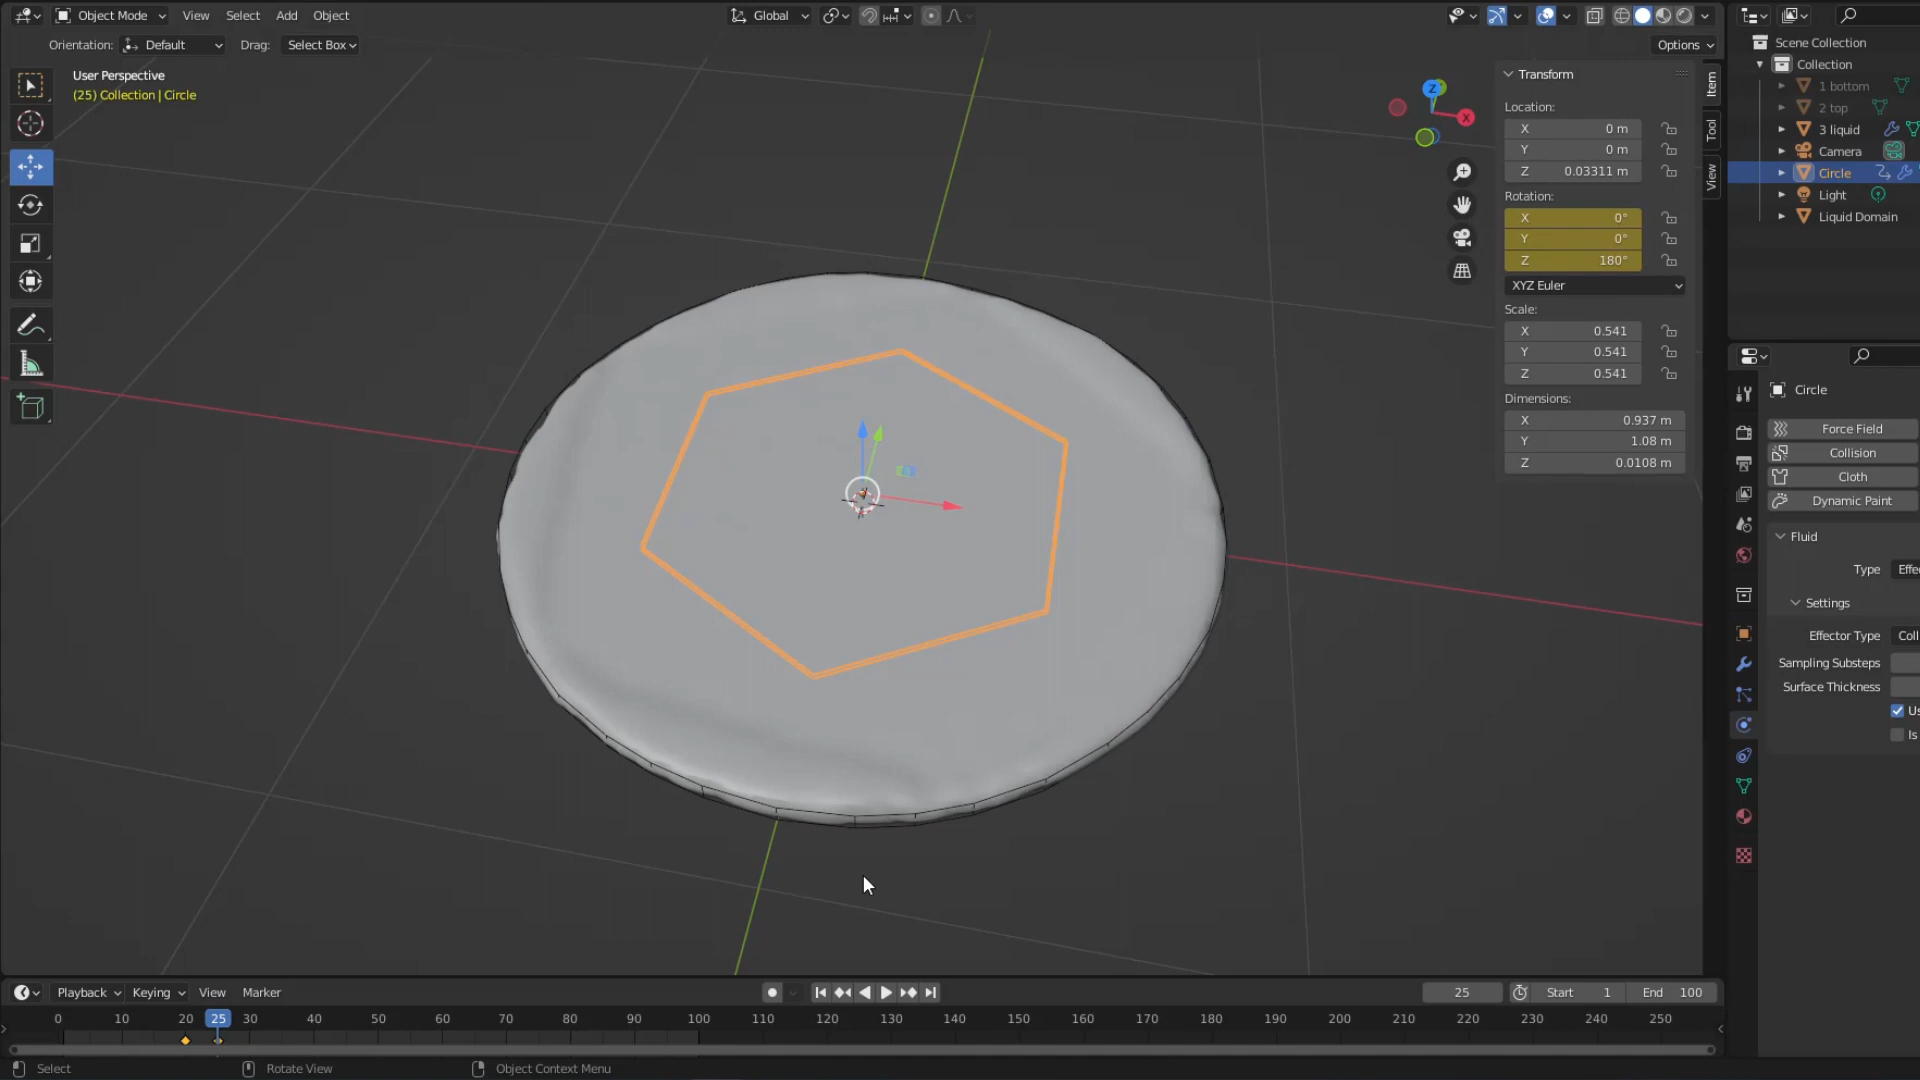 Object Mode View Select Add Object Global
Orientation: Default Drag: Select Box Options
User Perspective
(25) Collection | Circle
Transform
Location:
X 0 m
Y 0 m
Z 0.03311 m
Rotation:
X 0°
Y 0°
Z 180°
XYZ Euler
Scale:
X 0.541
Y 0.541
Z 0.541
Dimensions:
X 0.937 m
Y 1.08 m
Z 0.0108 m
Item
Tool
View
Z
X
Scene Collection
Collection
1 bottom
2 top
3 liquid
Camera
Circle
Light
Liquid Domain
Circle
Force Field
Collision
Cloth
Dynamic Paint
Fluid
Type Effe
Settings
Effector Type Coll
Sampling Substeps
Surface Thickness
Us
Is
Playback Keying View Marker 25 Start 1 End 100
0 10 20 25 30 40 50 60 70 80 90 100 110 120 130 140 150 160 170 180 190 200 210 220 230 240 250
Select Rotate View Object Context Menu